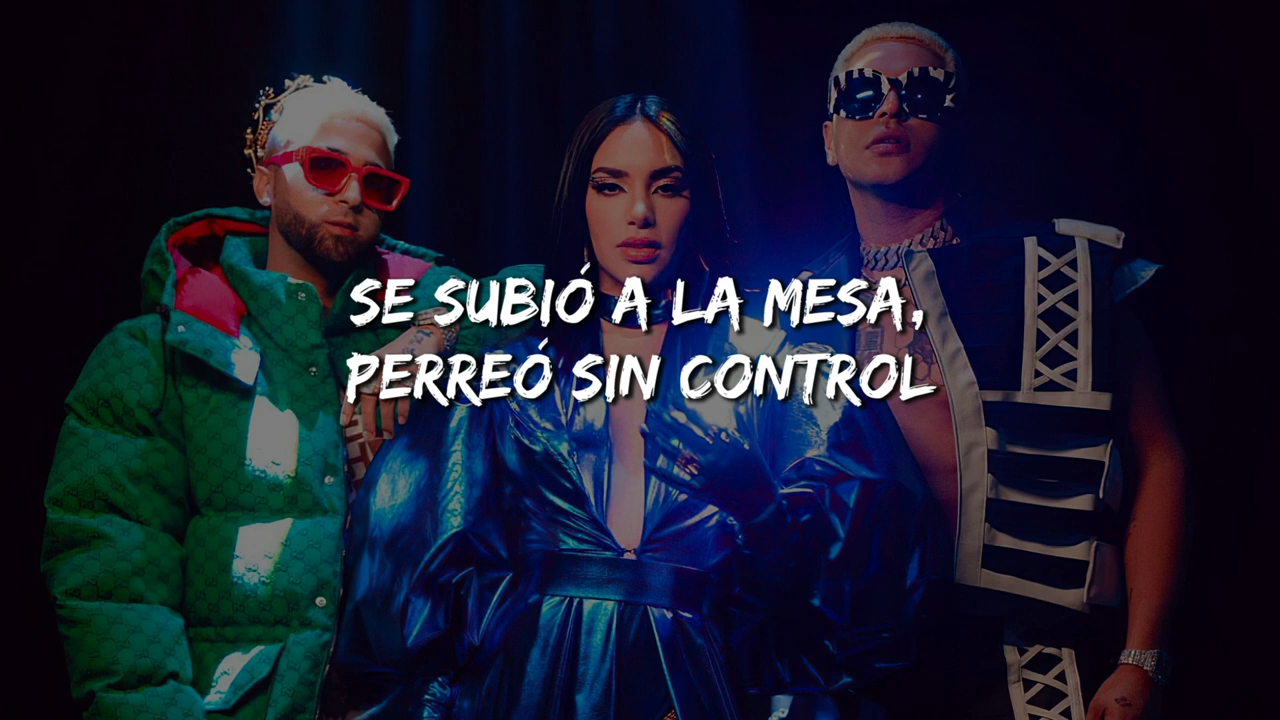 SE SUBIÓ A LA MESA,
PERREÓ SIN CONTROL